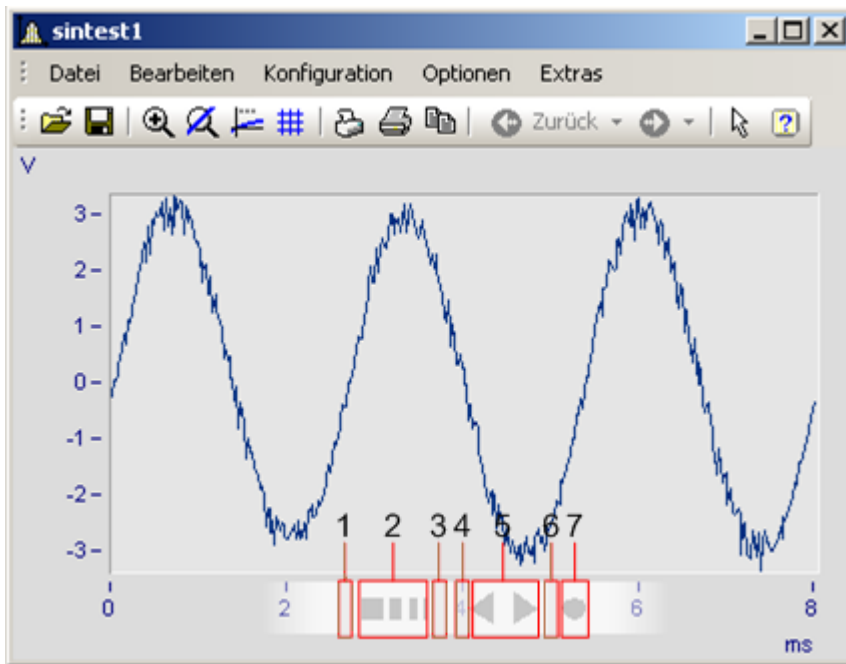 sintest1
Datei Bearbeiten Konfiguration Optionen Extras
Zurück
V
3
2
1
0
-1
-2
-3
1 2 3 4 5 6 7
0 2 4 6 8
ms